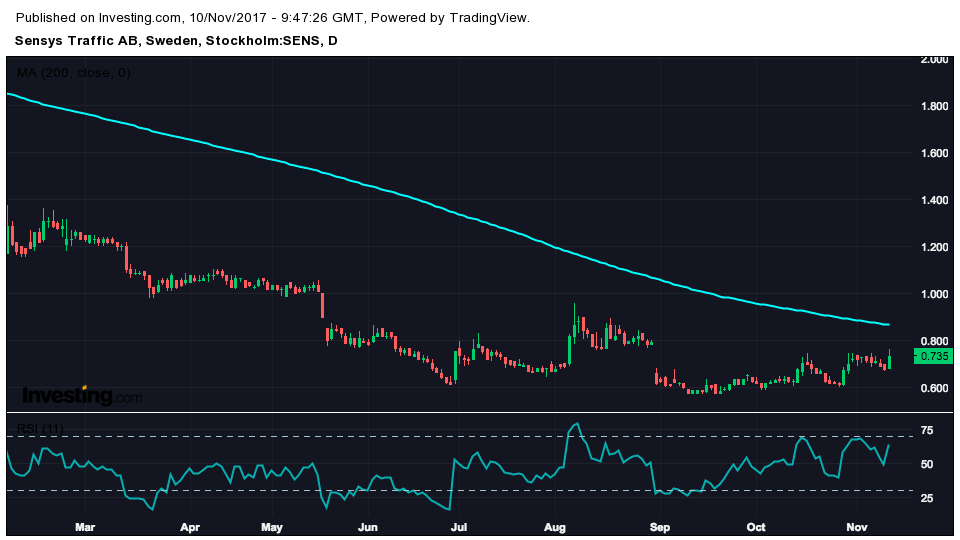 Published on Investing.com, 10/Nov/2017 - 9:47:26 GMT, Powered by TradingView.
Sensys Traffic AB, Sweden, Stockholm:SENS, D
MA (200, close, 0)
2.000
1.800
1.600
1.400
1.200
1.000
0.800
0.735
0.600
Investing.com
RSI (11)
75
50
25
Mar Apr May Jun Jul Aug Sep Oct Nov